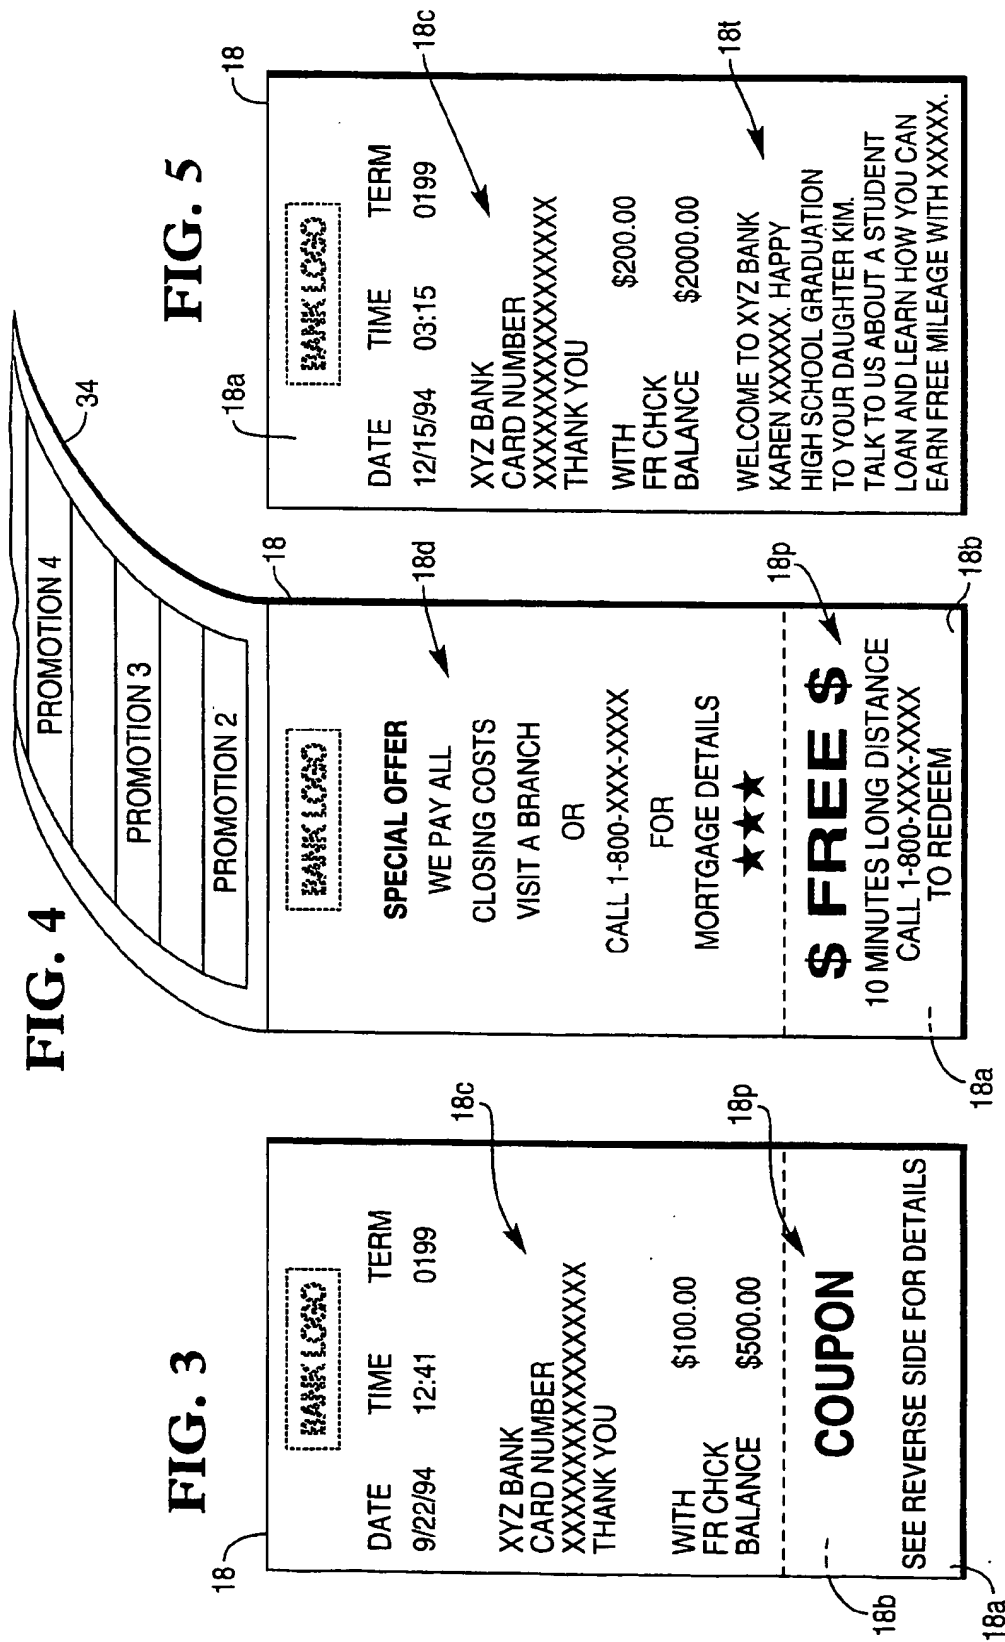 FIG. 3
18
BANK LOGO
DATE TIME TERM
9/22/94 12:41 0199
18c
XYZ BANK
CARD NUMBER
XXXXXXXXXXXXXXXXXXX
THANK YOU
WITH $100.00
FR CHCK
BALANCE $500.00
18p
COUPON
18b
SEE REVERSE SIDE FOR DETAILS
18a
FIG. 4
34
PROMOTION 4
PROMOTION 3
PROMOTION 2
18
BANK LOGO
SPECIAL OFFER
18d
WE PAY ALL
CLOSING COSTS
VISIT A BRANCH
OR
CALL 1-800-XXX-XXXX
FOR
MORTGAGE DETAILS
★★★
18p
$ FREE $
10 MINUTES LONG DISTANCE
CALL 1-800-XXX-XXXX
TO REDEEM
18b
18a
FIG. 5
18
18a
BANK LOGO
DATE TIME TERM
12/15/94 03:15 0199
18c
XYZ BANK
CARD NUMBER
XXXXXXXXXXXXXXXXXXX
THANK YOU
WITH $200.00
FR CHCK
BALANCE $2000.00
18t
WELCOME TO XYZ BANK
KAREN XXXXX. HAPPY
HIGH SCHOOL GRADUATION
TO YOUR DAUGHTER KIM.
TALK TO US ABOUT A STUDENT
LOAN AND LEARN HOW YOU CAN
EARN FREE MILEAGE WITH XXXXX.